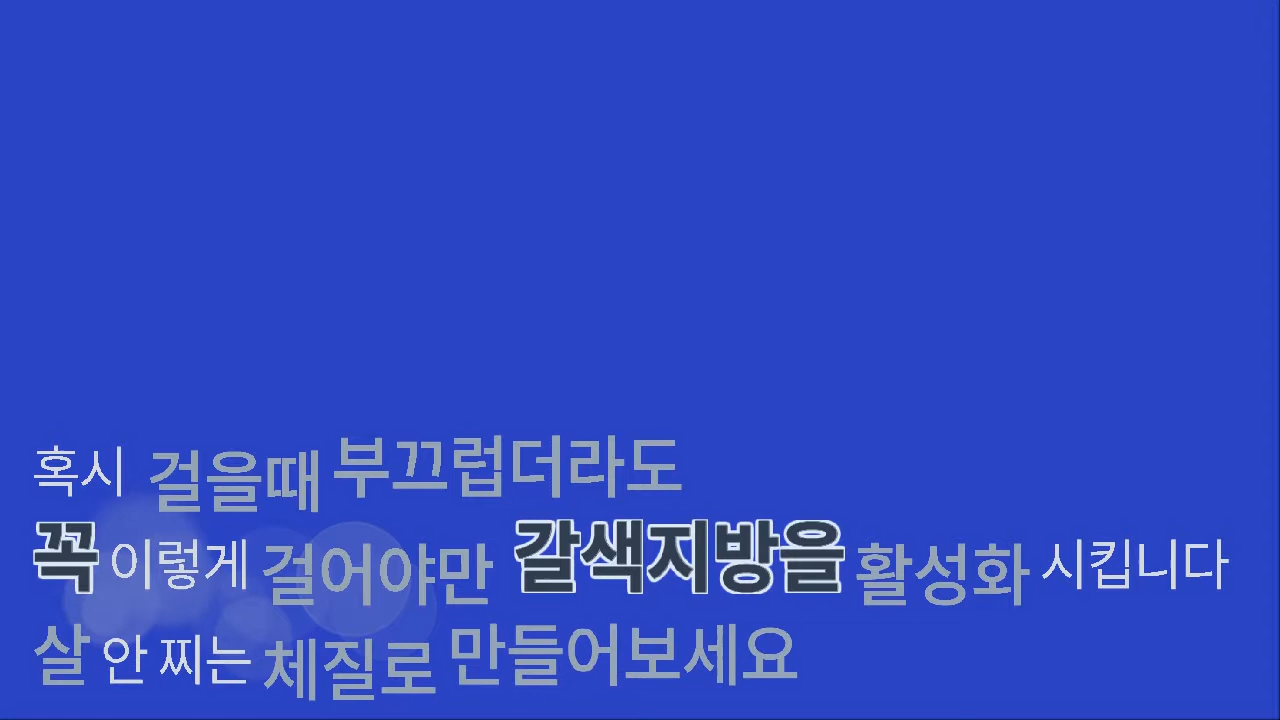 혹시 걸을때 부끄럽더라도
꼭 이렇게 걸어야만 갈색지방을 활성화 시킵니다
살 안 찌는 체질로 만들어보세요